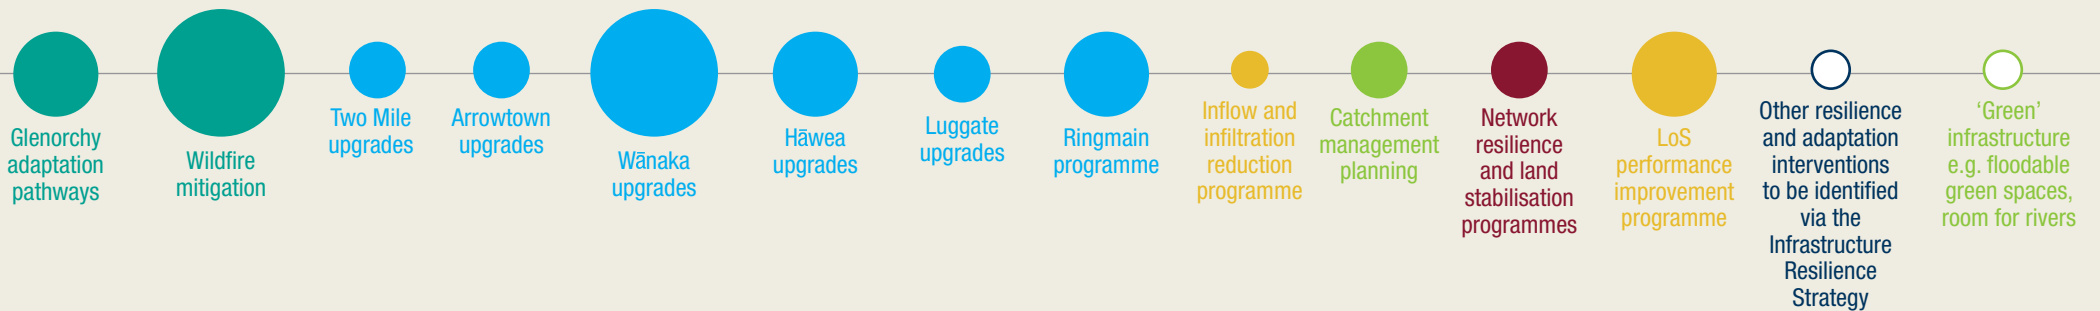 Glenorchy
adaptation
pathways
Wildfire
mitigation
Two Mile
upgrades
Arrowtown
upgrades
Wānaka
upgrades
Hāwea
upgrades
Luggate
upgrades
Ringmain
programme
Inflow and
infiltration
reduction
programme
Catchment
management
planning
Network
resilience
and land
stabilisation
programmes
LoS
performance
improvement
programme
Other resilience
and adaptation
interventions
to be identified
via the
Infrastructure
Resilience
Strategy
‘Green’
infrastructure
e.g. floodable
green spaces,
room for rivers